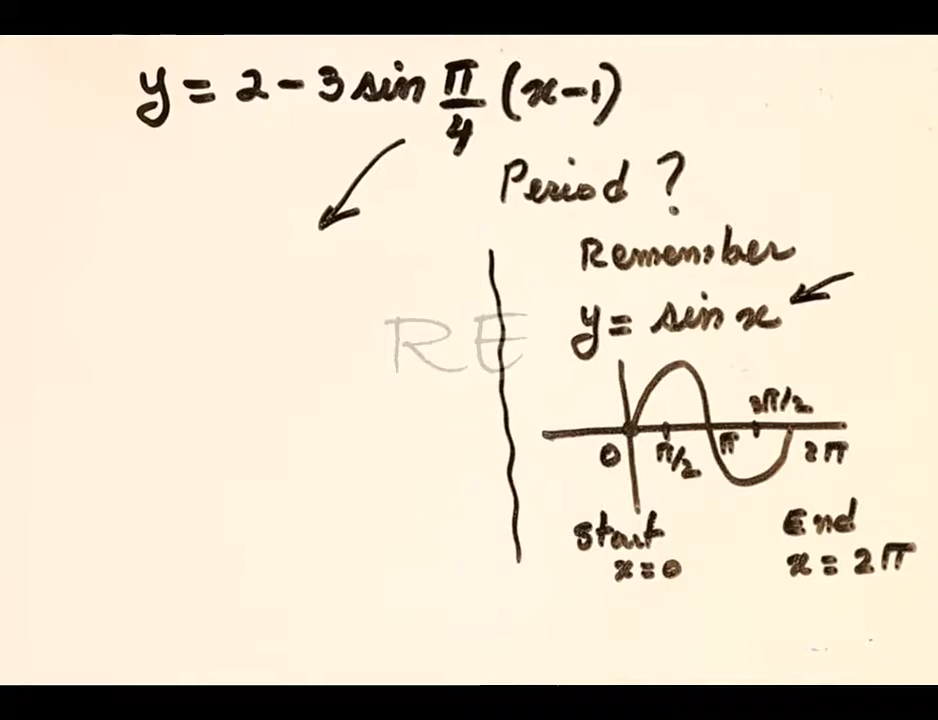 y = 2 - 3 sin π/4 (x-1)
Period ?
Remember
y = sin x
RE
3π/2
0 π/2 π 2π
Start End
x = 0 x = 2π